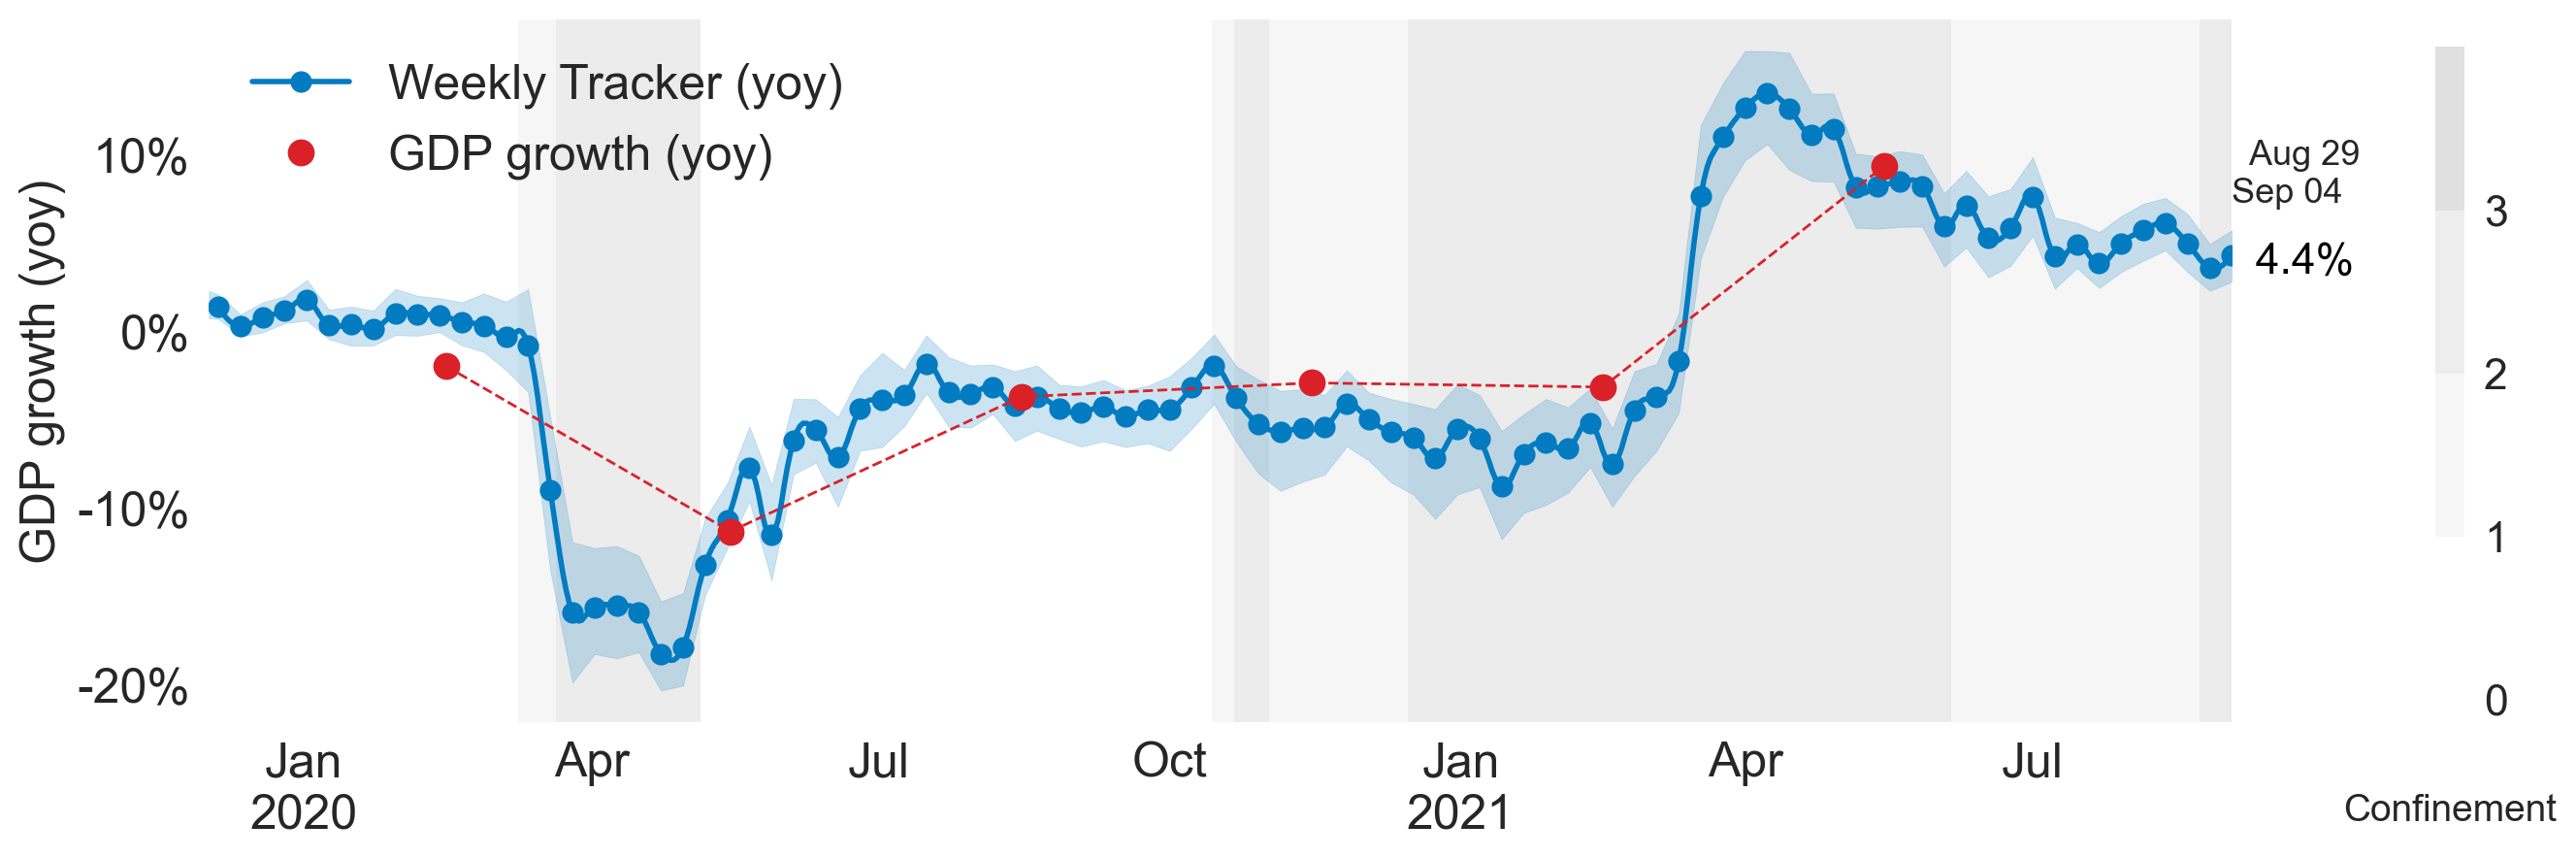 Weekly Tracker (yoy)
GDP growth (yoy)
GDP growth (yoy)
10%
0%
-10%
-20%
Jan
2020
Apr
Jul
Oct
Jan
2021
Apr
Jul
Aug 29
Sep 04
4.4%
3
2
1
0
Confinement